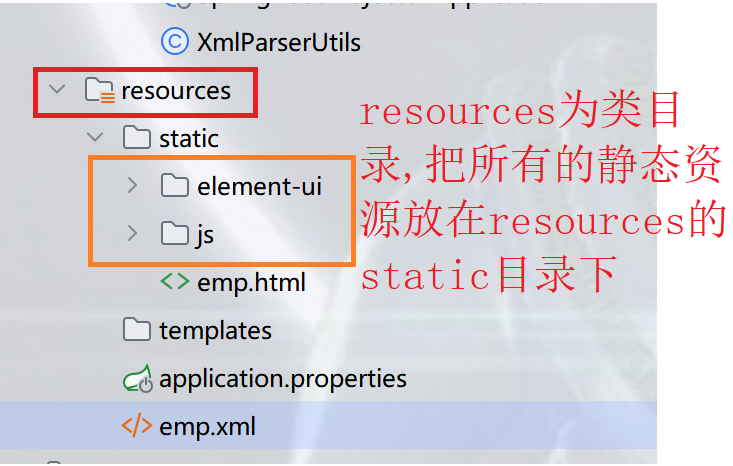 XmlParserUtils
resources
static
element-ui
js
emp.html
templates
application.properties
emp.xml
resources为类目
录,把所有的静态资
源放在resources的
static目录下